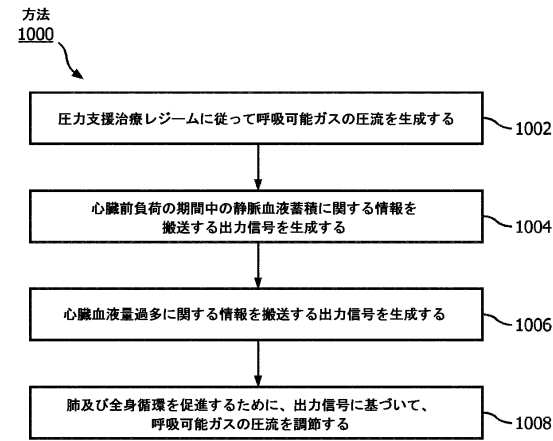 方法
1000
圧力支援治療レジームに従って呼吸可能ガスの圧流を生成する
1002
心臓前負荷の期間中の静脈血液蓄積に関する情報を
搬送する出力信号を生成する
1004
心臓血液量過多に関する情報を搬送する出力信号を生成する
1006
肺及び全身循環を促進するために、出力信号に基づいて、
呼吸可能ガスの圧流を調節する
1008